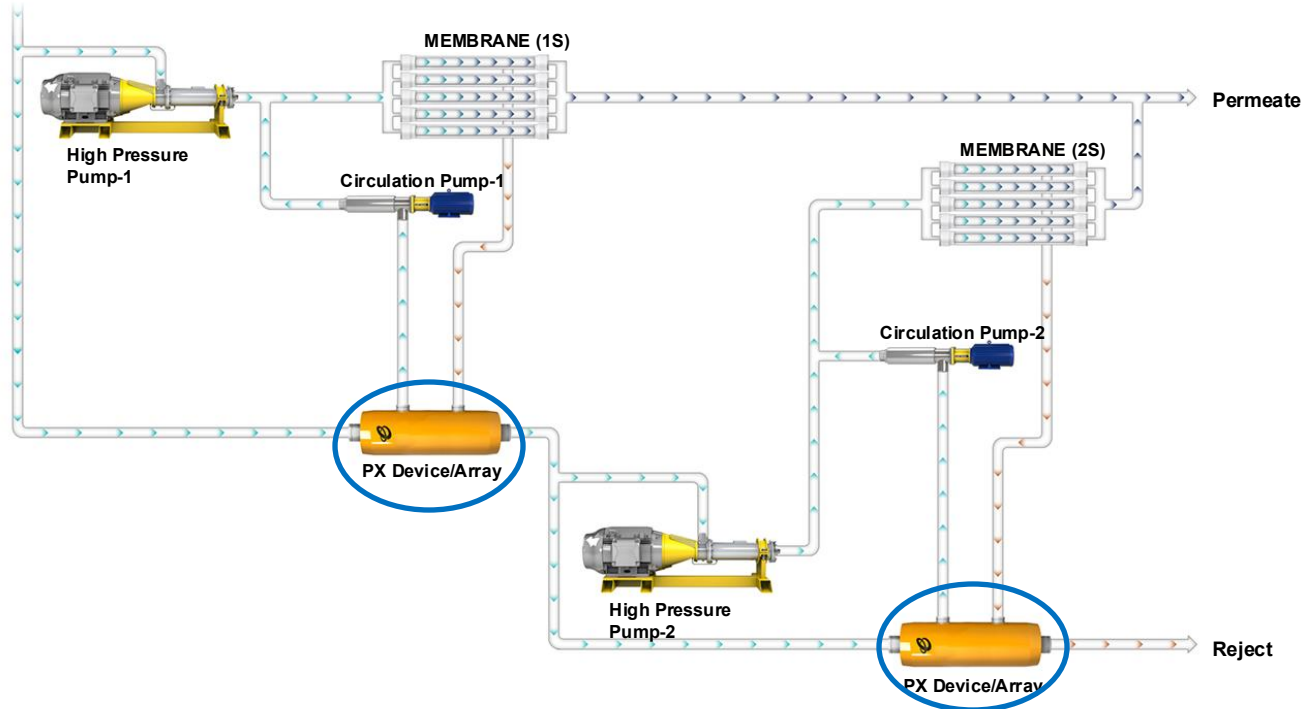 MEMBRANE (1S)
Permeate
High Pressure
Pump-1
MEMBRANE (2S)
Circulation Pump-1
Circulation Pump-2
PX Device/Array
High Pressure
Pump-2
Reject
PX Device/Array